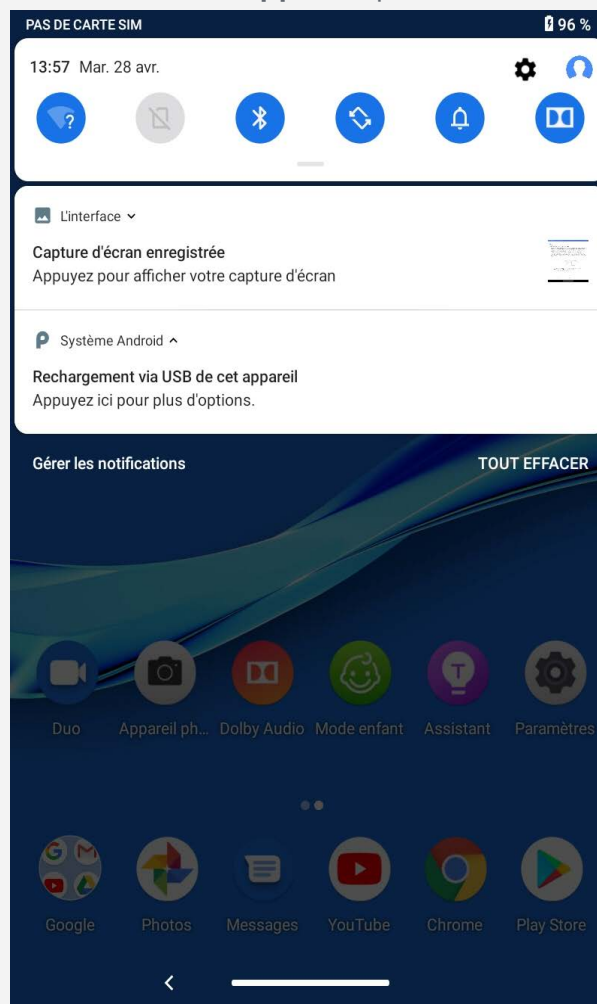 PAS DE CARTE SIM 96 %
13:57 Mar. 28 avr.
L'interface
Capture d'écran enregistrée
Appuyez pour afficher votre capture d'écran
Système Android
Rechargement via USB de cet appareil
Appuyez ici pour plus d'options.
Gérer les notifications TOUT EFFACER
Duo Appareil ph... Dolby Audio Mode enfant Assistant Paramètres
Google Photos Messages YouTube Chrome Play Store